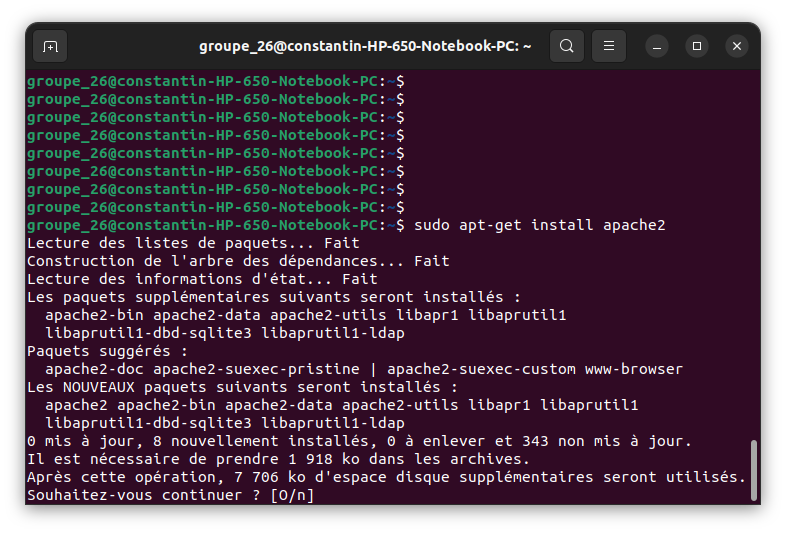 groupe_26@constantin-HP-650-Notebook-PC: ~
groupe_26@constantin-HP-650-Notebook-PC:~$
groupe_26@constantin-HP-650-Notebook-PC:~$
groupe_26@constantin-HP-650-Notebook-PC:~$
groupe_26@constantin-HP-650-Notebook-PC:~$
groupe_26@constantin-HP-650-Notebook-PC:~$
groupe_26@constantin-HP-650-Notebook-PC:~$
groupe_26@constantin-HP-650-Notebook-PC:~$
groupe_26@constantin-HP-650-Notebook-PC:~$
groupe_26@constantin-HP-650-Notebook-PC:~$ sudo apt-get install apache2
Lecture des listes de paquets... Fait
Construction de l'arbre des dépendances... Fait
Lecture des informations d'état... Fait
Les paquets supplémentaires suivants seront installés :
  apache2-bin apache2-data apache2-utils libapr1 libaprutil1
  libaprutil1-dbd-sqlite3 libaprutil1-ldap
Paquets suggérés :
  apache2-doc apache2-suexec-pristine | apache2-suexec-custom www-browser
Les NOUVEAUX paquets suivants seront installés :
  apache2 apache2-bin apache2-data apache2-utils libapr1 libaprutil1
  libaprutil1-dbd-sqlite3 libaprutil1-ldap
0 mis à jour, 8 nouvellement installés, 0 à enlever et 343 non mis à jour.
Il est nécessaire de prendre 1 918 ko dans les archives.
Après cette opération, 7 706 ko d'espace disque supplémentaires seront utilisés.
Souhaitez-vous continuer ? [O/n]